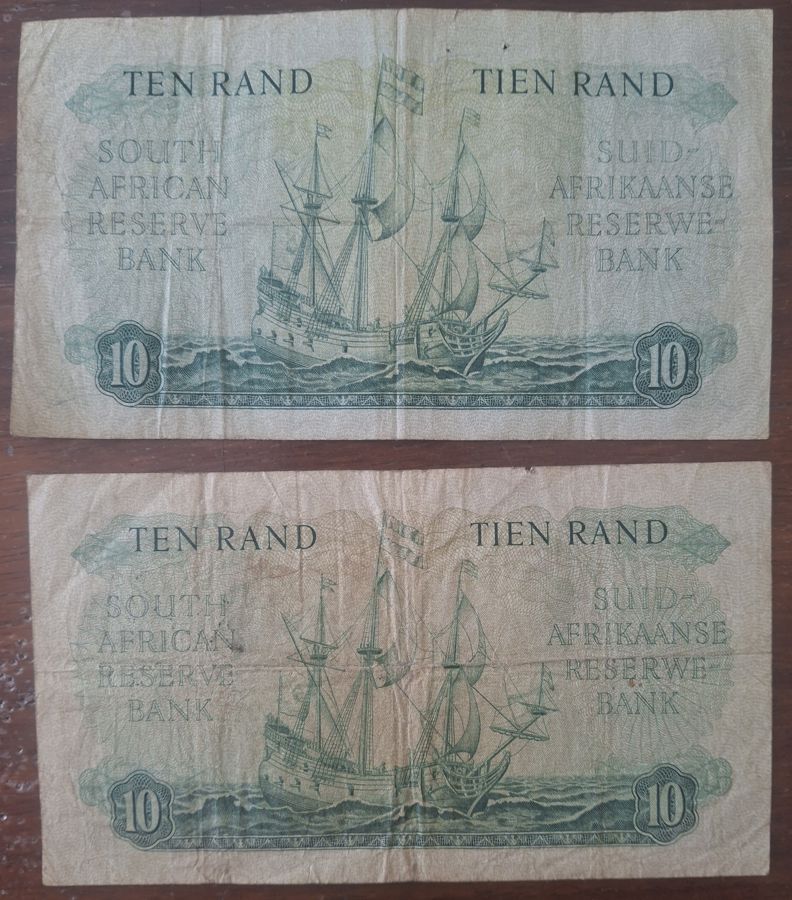 TEN RAND TIEN RAND
SOUTH
AFRICAN
RESERVE
BANK
SUID-
AFRIKAANSE
RESERWE-
BANK
10 10
TEN RAND TIEN RAND
SOUTH
AFRICAN
RESERVE
BANK
SUID-
AFRIKAANSE
RESERWE-
BANK
10 10